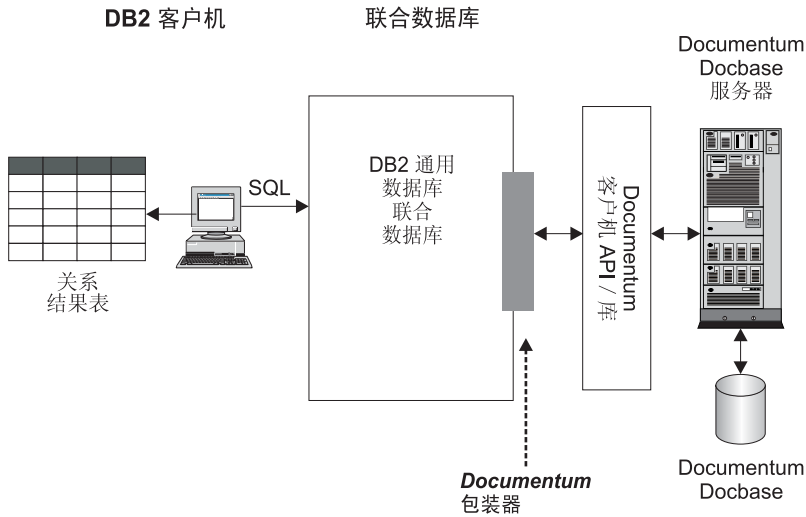 DB2 客户机
联合数据库
Documentum
Docbase
服务器
SQL
DB2 通用
数据库
联合
数据库
Documentum
客户机 API / 库
关系
结果表
Documentum
包装器
Documentum
Docbase